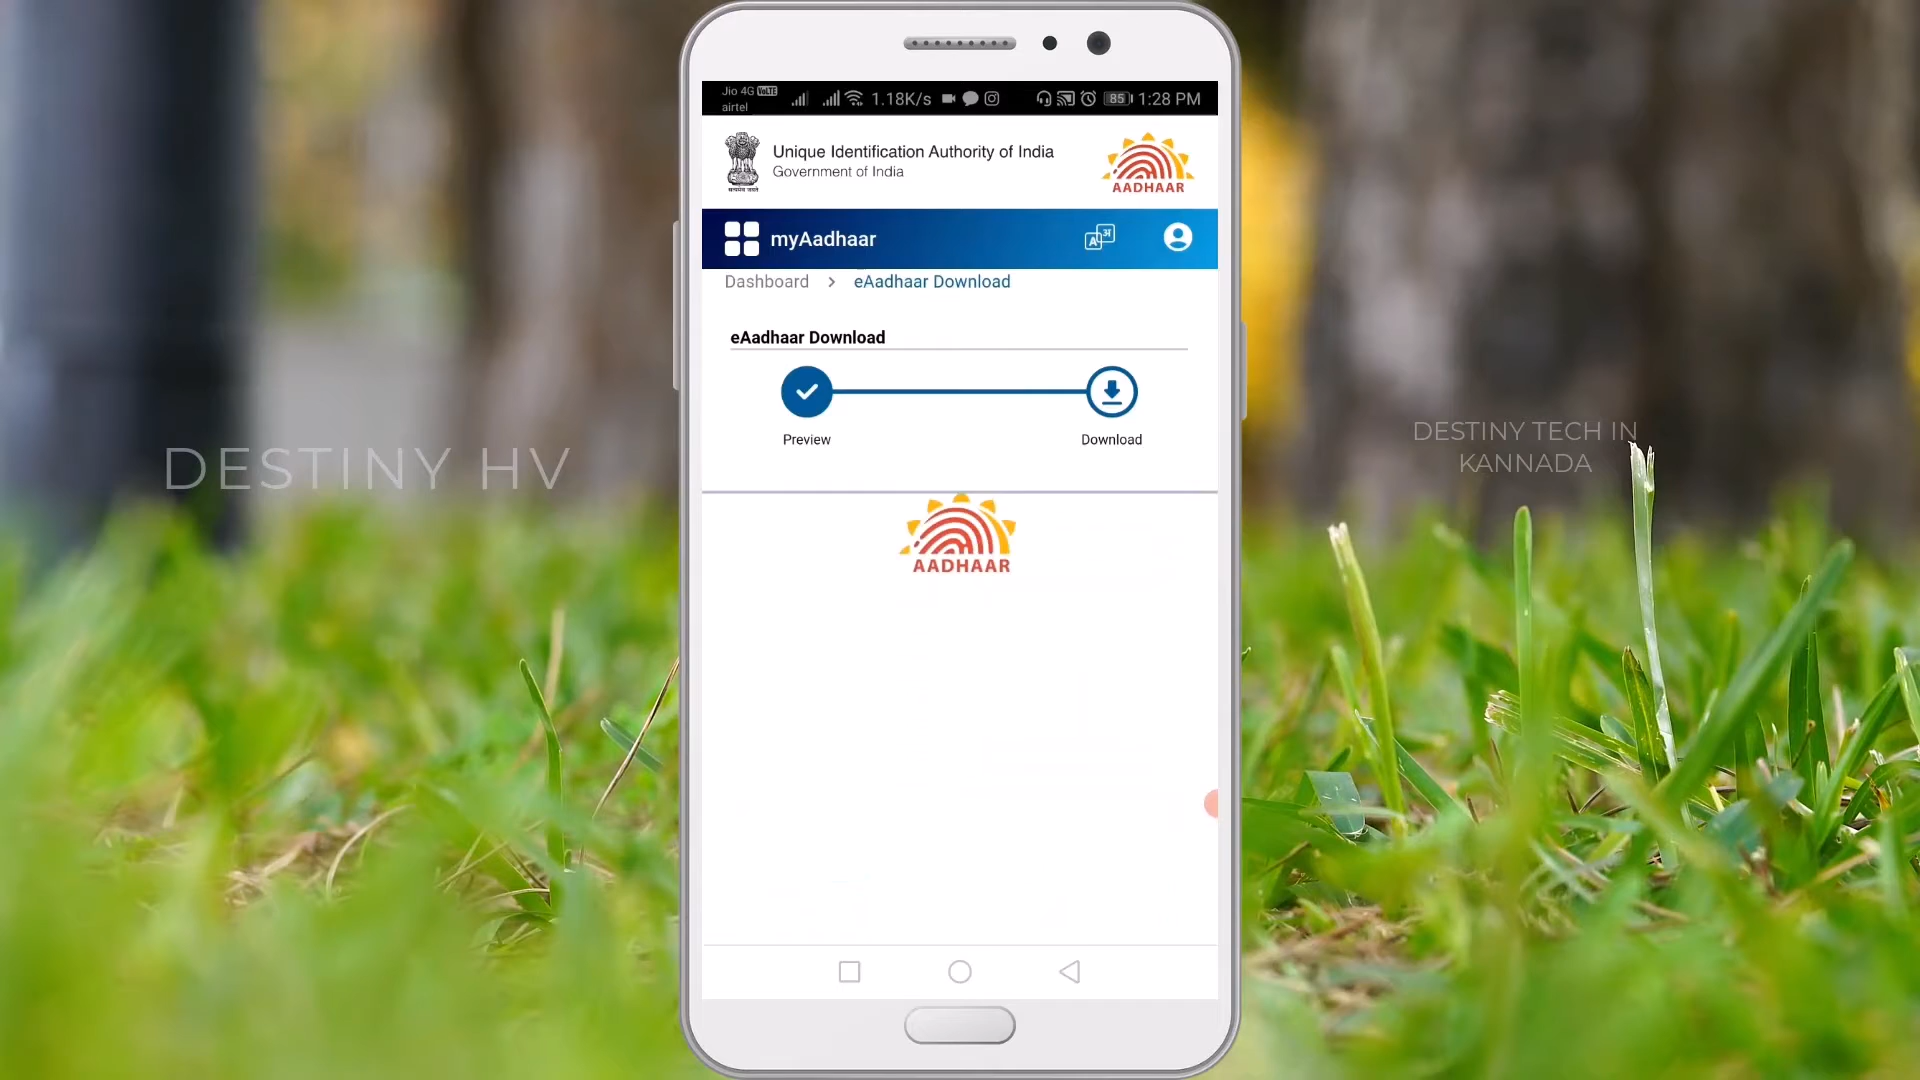 Jio 4G VoLTE
airtel
1.18K/s
85
1:28 PM
Unique Identification Authority of India
Government of India
AADHAAR
myAadhaar
Dashboard > eAadhaar Download
eAadhaar Download
Preview
Download
AADHAAR
DESTINY HV
DESTINY TECH IN
KANNADA